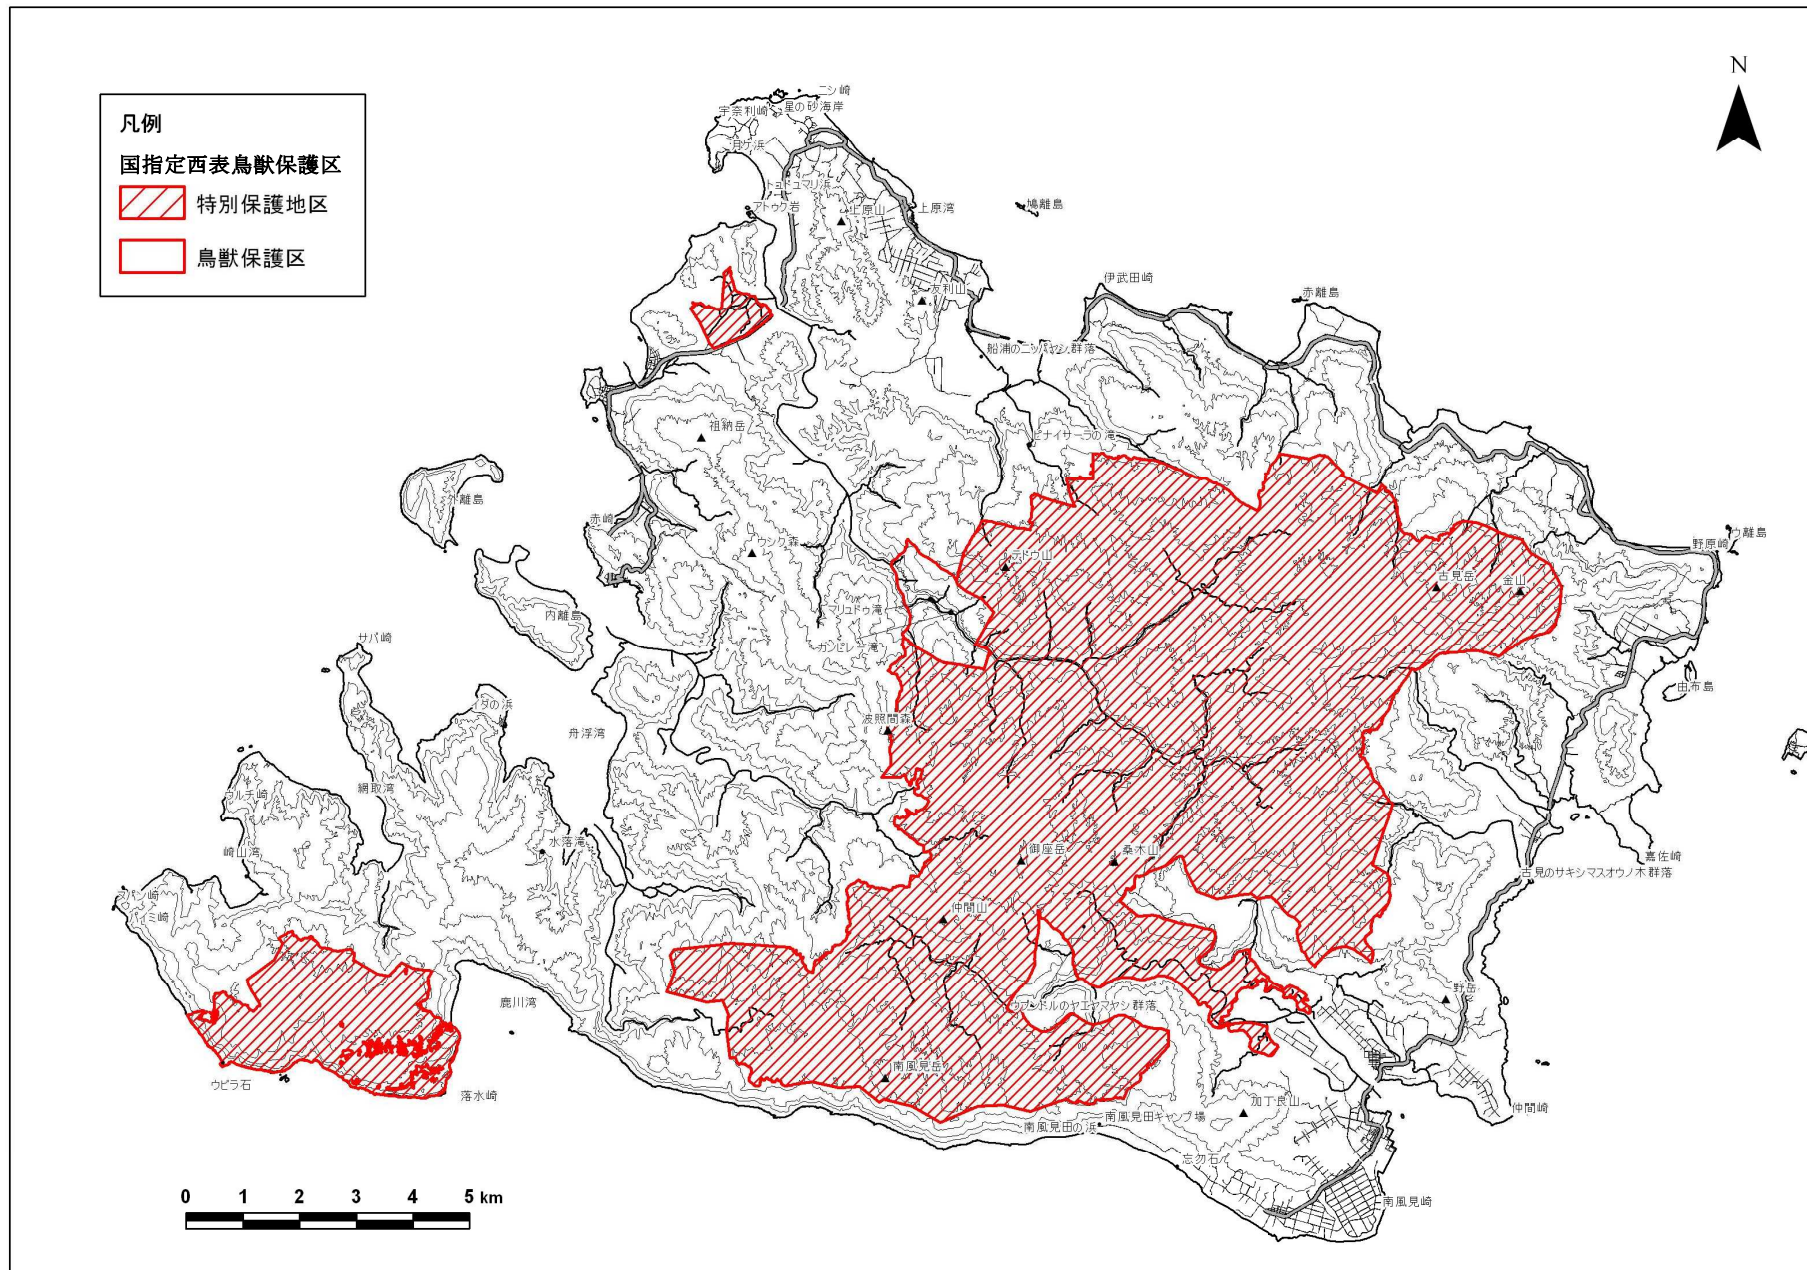 N
凡例
国指定西表鳥獣保護区
特別保護地区
鳥獣保護区
ニシ崎
宇奈利崎
星の砂海岸
月ケ浜
トュドュマリ浜
アトゥク岩
上原山
上原湾
鳩離島
友利山
伊武田崎
赤離島
船浦のニッパヤシ群落
祖納岳
ピナイサーラの滝
外離島
赤崎
ウシク森
テドウ山
古見岳
金山
野原崎
ウ離島
内離島
マリュドゥ滝
カンピレー滝
サバ崎
イダの浜
舟浮湾
波照間森
由布島
網取湾
ウルチ崎
崎山湾
水落滝
御座岳
桑木山
嘉佐崎
古見のサキシマスオウノ木群落
パイミ崎
仲間山
鹿川湾
ウブンドルのヤエヤマヤシ群落
野岳
ウビラ石
落水崎
南風見岳
南風見田の浜
南風見田キャンプ場
加丁良山
仲間崎
忘勿石
南風見崎
0 1 2 3 4 5 km